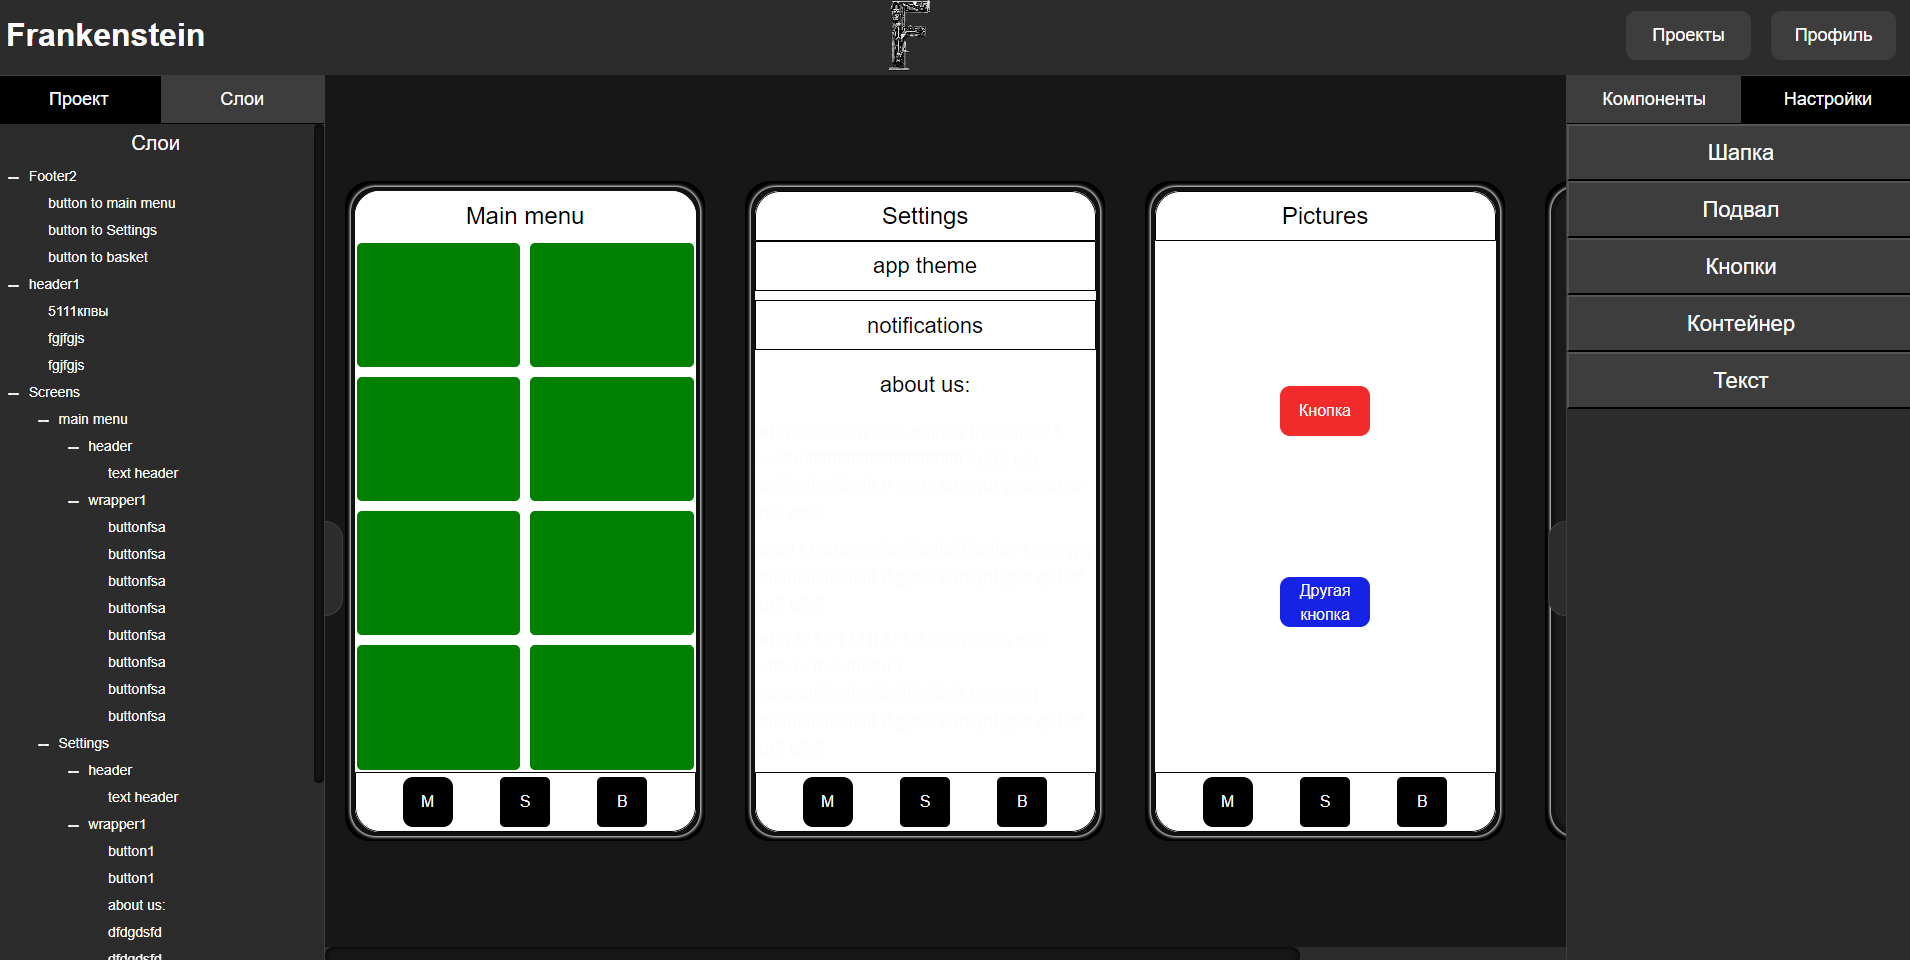 Frankenstein
F
Проекты
Профиль
Проект
Слои
Слои
Footer2
button to main menu
button to Settings
button to basket
header1
5111кпвы
fgjfgjs
fgjfgjs
Screens
main menu
header
text header
wrapper1
buttonfsa
buttonfsa
buttonfsa
buttonfsa
buttonfsa
buttonfsa
buttonfsa
buttonfsa
Settings
header
text header
wrapper1
button1
button1
about us:
dfdgdsfd
dfdgdsfd
Main menu
M
S
B
Settings
app theme
notifications
about us:
M
S
B
Pictures
Кнопка
Другая
кнопка
M
S
B
Компоненты
Настройки
Шапка
Подвал
Кнопки
Контейнер
Текст